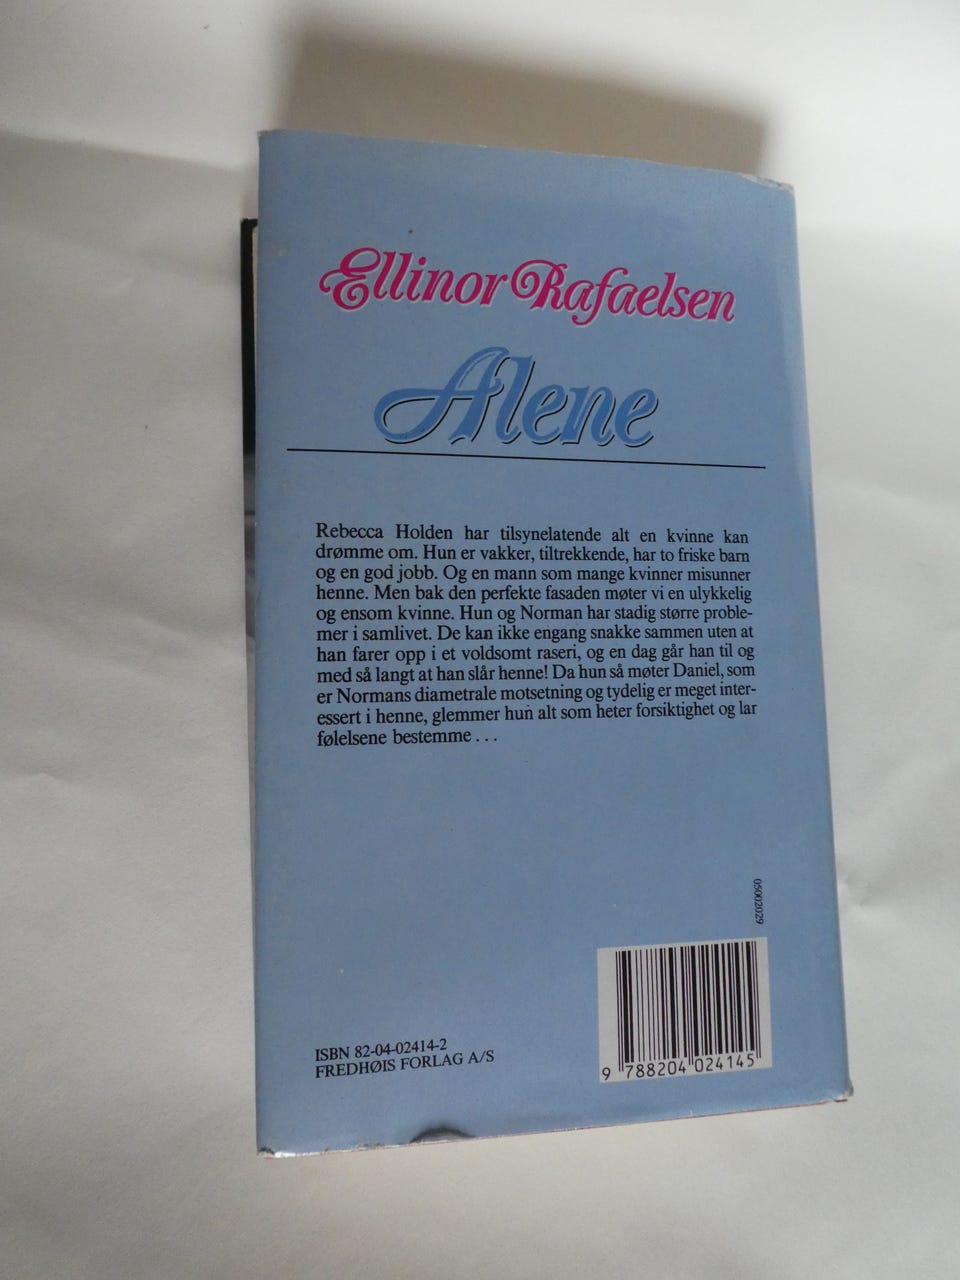 Ellinor Rafaelsen
Alene
Rebecca Holden har tilsynelatende alt en kvinne kan
drømme om. Hun er vakker, tiltrekkende, har to friske barn
og en god jobb. Og en mann som mange kvinner misunner
henne. Men bak den perfekte fasaden møter vi en ulykkelig
og ensom kvinne. Hun og Norman har stadig større proble-
mer i samlivet. De kan ikke engang snakke sammen uten at
han farer opp i et voldsomt raseri, og en dag går han til og
med så langt at han slår henne! Da hun så møter Daniel, som
er Normans diametrale motsetning og tydelig er meget inter-
essert i henne, glemmer hun alt som heter forsiktighet og lar
følelsene bestemme . . .
05002029
ISBN 82-04-02414-2
FREDHØIS FORLAG A/S
9 788204 024145